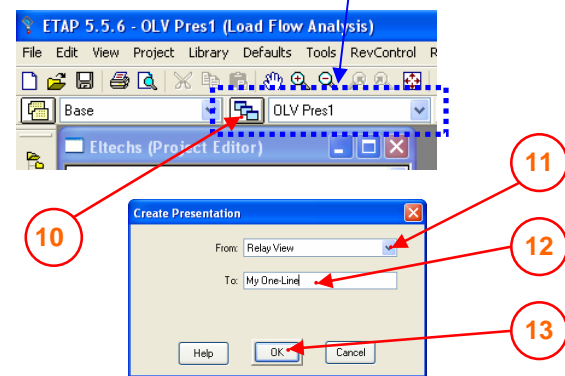 ETAP 5.5.6 - OLV Pres1 (Load Flow Analysis)
File Edit View Project Library Defaults Tools RevControl R
Base OLV Pres1
Eltechs (Project Editor)
10
11
Create Presentation
From: Relay View
12
To: My One-Line
13
Help OK Cancel